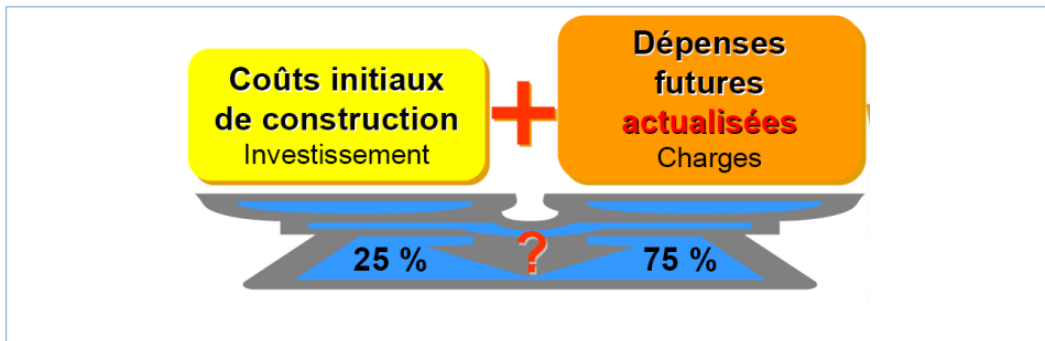 Coûts initiaux
de construction
Investissement
+
Dépenses
futures
actualisées
Charges
25 %
?
75 %